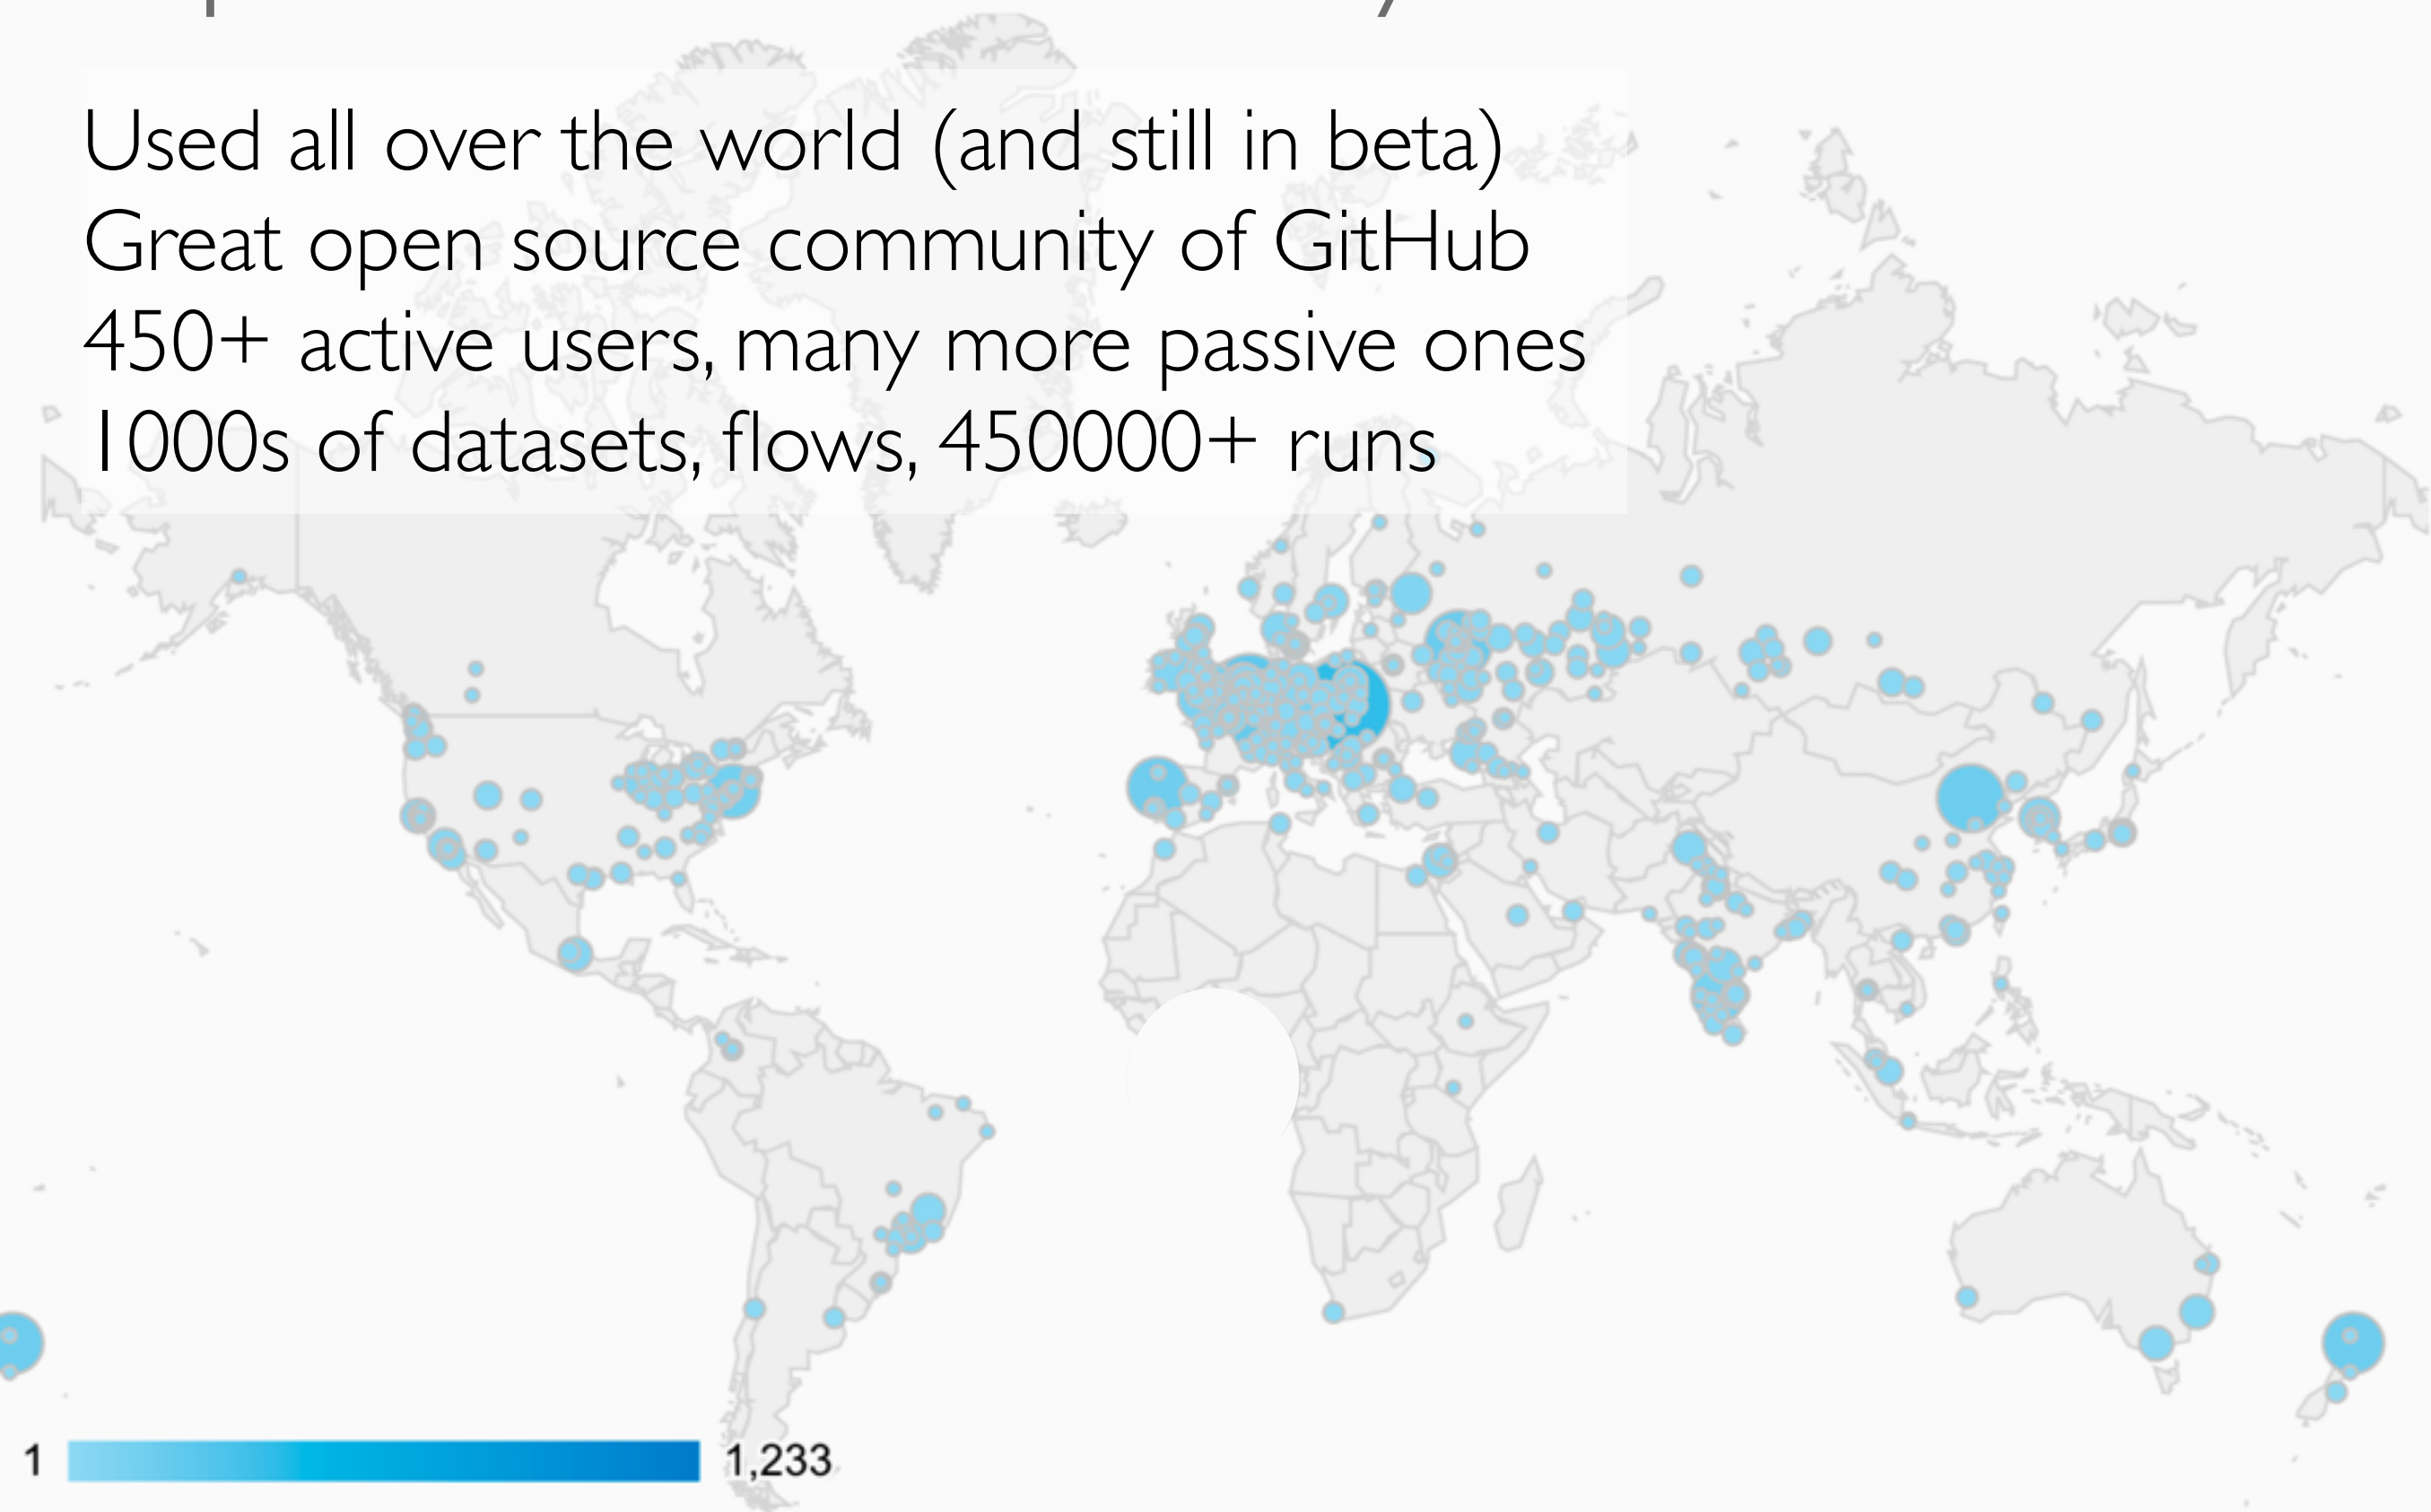 Used all over the world (and still in beta)
Great open source community of GitHub
450+ active users, many more passive ones
1000s of datasets, flows, 450000+ runs
1 1,233